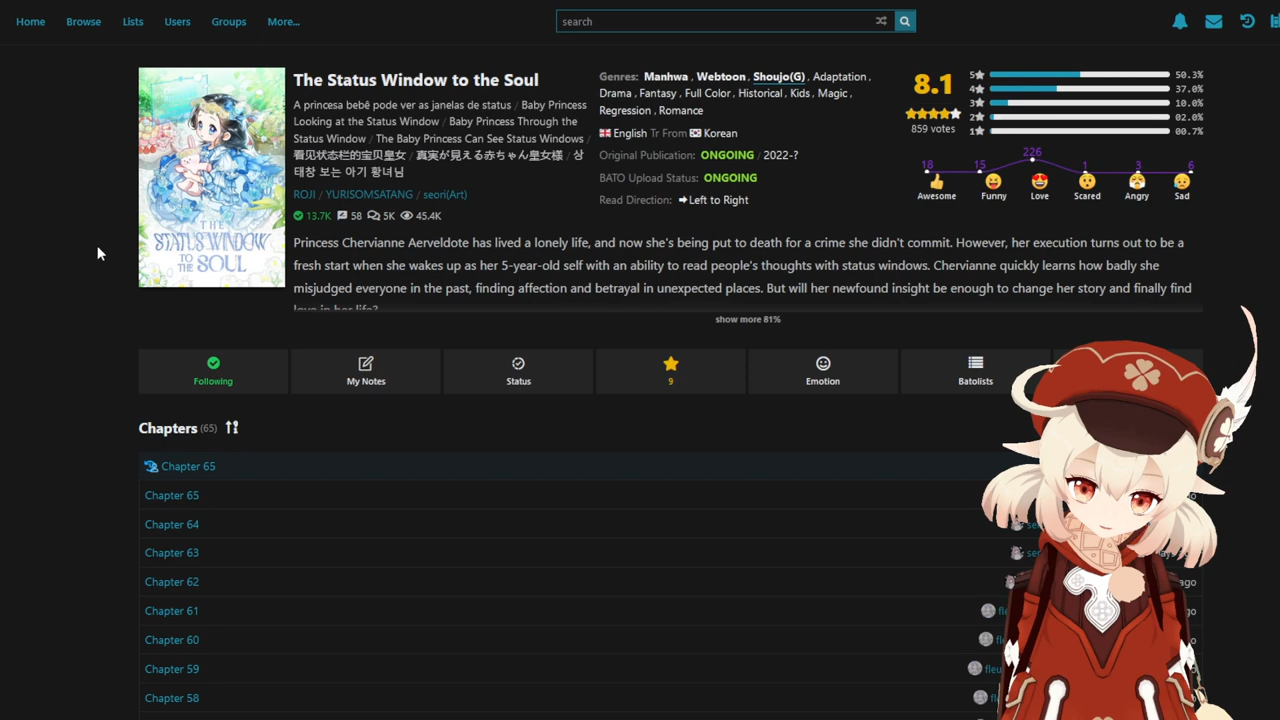 Home Browse Lists Users Groups More...
search
THE
STATUS WINDOW
TO THE SOUL
The Status Window to the Soul
A princesa bebê pode ver as janelas de status / Baby Princess
Looking at the Status Window / Baby Princess Through the
Status Window / The Baby Princess Can See Status Windows /
看见状态栏的宝贝皇女 / 真実が見える赤ちゃん皇女様 / 상
태창 보는 아기 황녀님
ROJI / YURISOMSATANG / seori(Art)
13.7K 58 5K 45.4K
Genres: Manhwa , Webtoon , Shoujo(G) , Adaptation ,
Drama , Fantasy , Full Color , Historical , Kids , Magic ,
Regression , Romance
English Tr From Korean
Original Publication: ONGOING / 2022-?
BATO Upload Status: ONGOING
Read Direction: Left to Right
8.1
859 votes
5 50.3%
4 37.0%
3 10.0%
2 02.0%
1 00.7%
18 15 226 1 3 6
Awesome Funny Love Scared Angry Sad
Princess Chervianne Aerveldote has lived a lonely life, and now she's being put to death for a crime she didn't commit. However, her execution turns out to be a
fresh start when she wakes up as her 5-year-old self with an ability to read people's thoughts with status windows. Chervianne quickly learns how badly she
misjudged everyone in the past, finding affection and betrayal in unexpected places. But will her newfound insight be enough to change her story and finally find
love in her life?
show more 81%
Following My Notes Status 9 Emotion Batolists
Chapters (65)
Chapter 65
Chapter 65
Chapter 64
Chapter 63
Chapter 62 ago
Chapter 61
Chapter 60
Chapter 59
Chapter 58